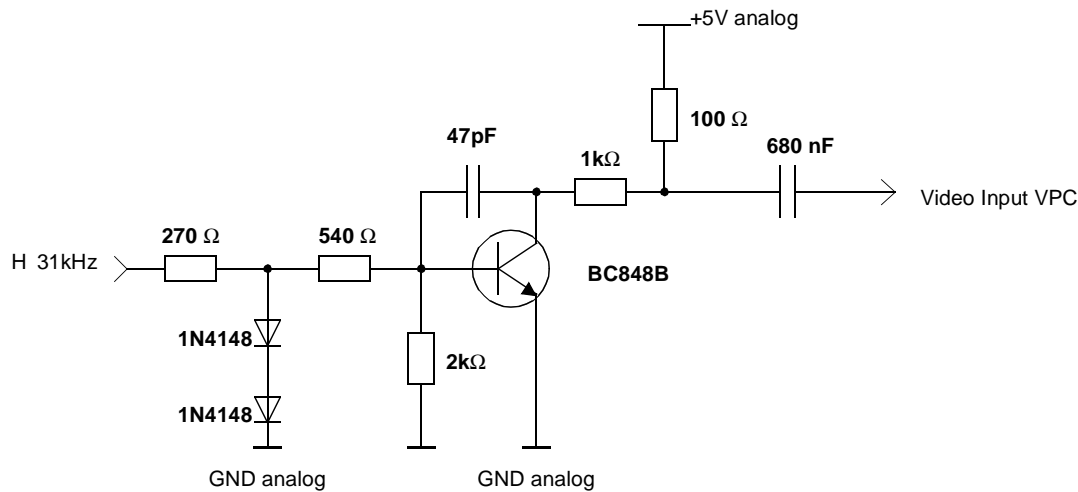 +5V analog
100 Ω
47pF
1kΩ
680 nF
Video Input VPC
270 Ω
540 Ω
H 31kHz
BC848B
1N4148
2kΩ
1N4148
GND analog
GND analog